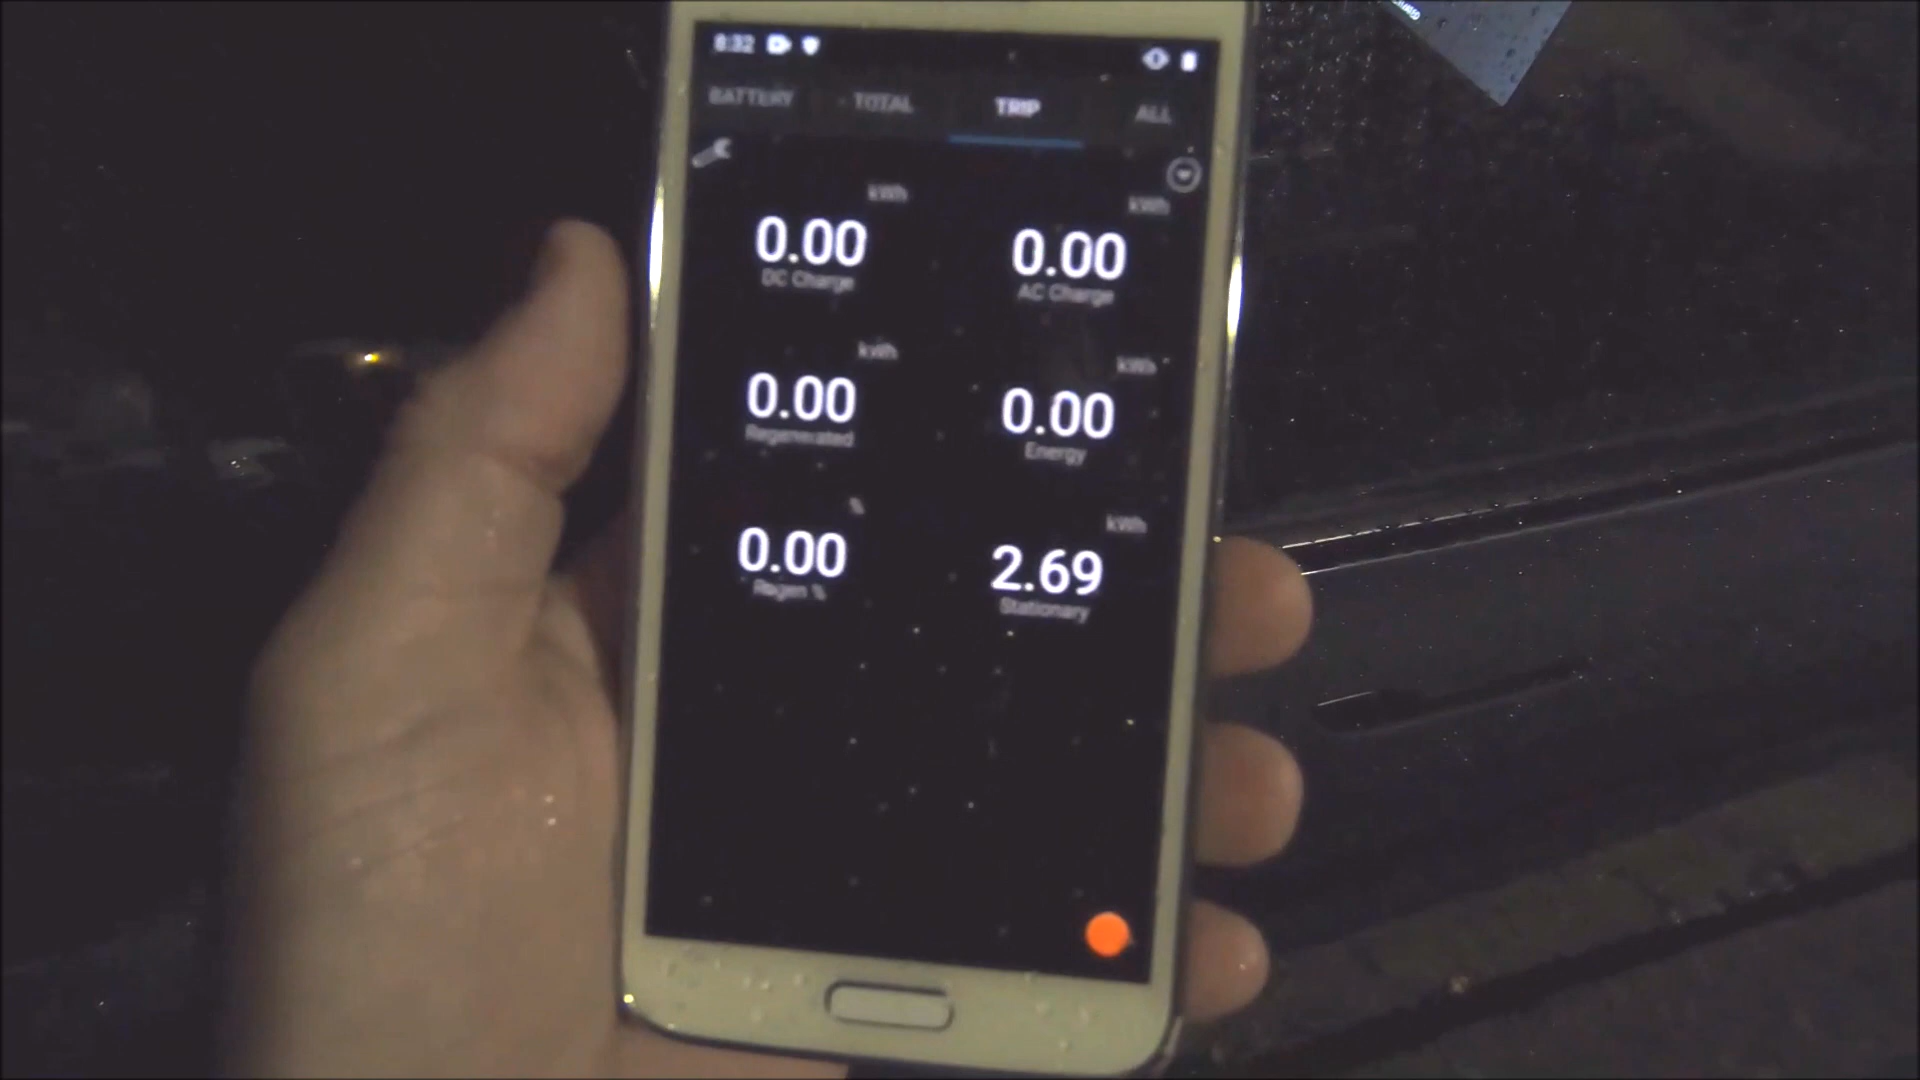 8:32
BATTERY TOTAL TRIP ALL
kWh kWh
0.00 0.00
DC Charge AC Charge
kWh kWh
0.00 0.00
Regenerated Energy
% kWh
0.00 2.69
Regen % Stationary